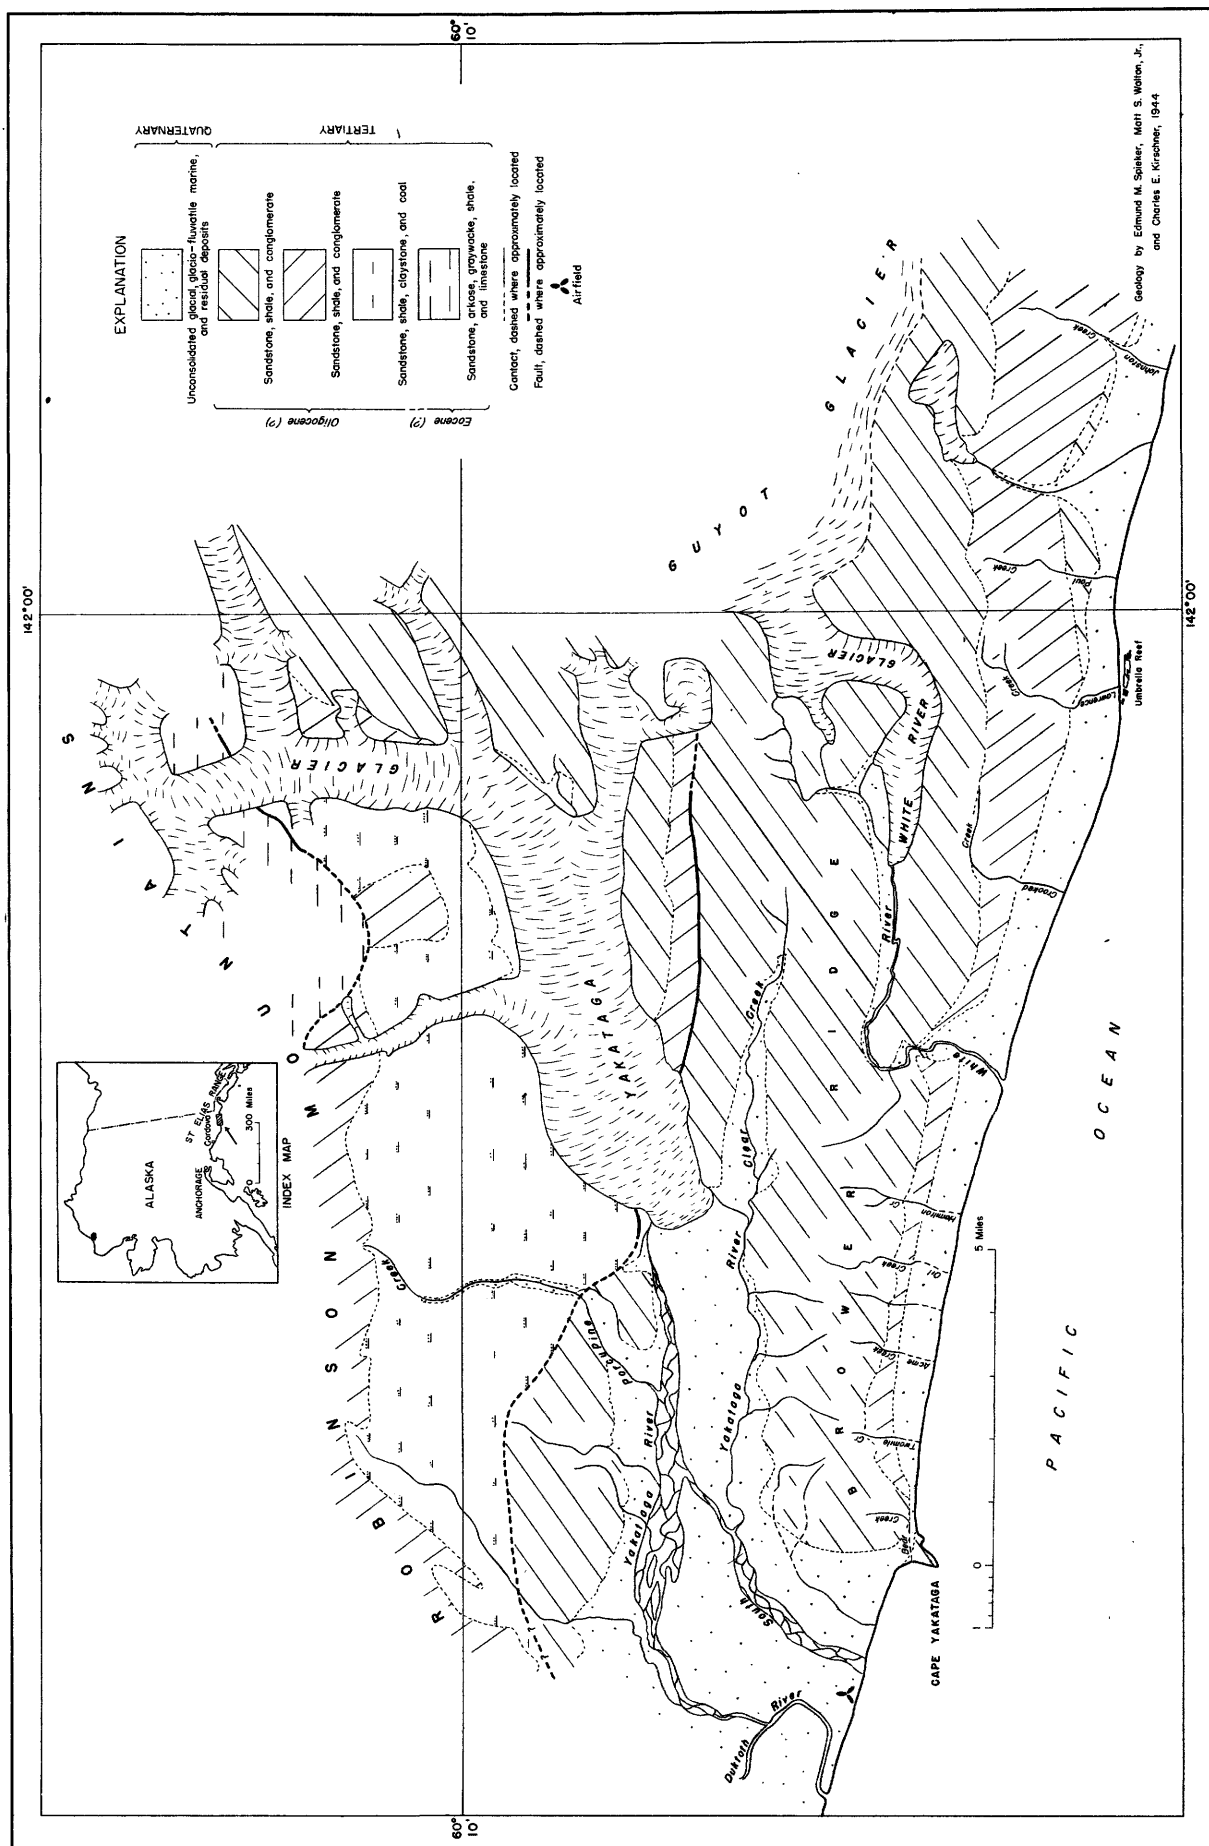 EXPLANATION
Unconsolidated glacial, glacio-fluviatile marine,
and residual deposits
QUATERNARY
Sandstone, shale, and conglomerate
Sandstone, shale, and conglomerate
Sandstone, shale, claystone, and coal
Sandstone, arkose, graywacke, shale,
and limestone
TERTIARY
Oligocene (?)
Eocene (?)
Contact, dashed where approximately located
Fault, dashed where approximately located
Airfield
INDEX MAP
ALASKA
ANCHORAGE
Cordova
ST ELIAS RANGE
0
300 Miles
60°
10'
60°
10'
142°00'
142°00'
ROBINSON MOUNTAINS
GLACIER
YAKATAGA
GUYOT GLACIER
WHITE RIVER
GLACIER
BROWER RIDGE
Porcupine
Creek
Yakataga
River
South
Yakataga
River
Clear
Creek
White
River
Duktoth
River
Bear
Creek
Twomile
Cr
Acme
Creek
Oil
Creek
Hamilton
Cr
Crooked
Creek
Lawrence
Creek
Poul
Creek
Johnston
Creek
Umbrella Reef
CAPE YAKATAGA
PACIFIC OCEAN
1
0
5 Miles
Geology by Edmund M. Spieker, Matt S. Walton, Jr.,
and Charles E. Kirschner, 1944